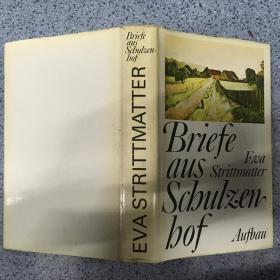 Briefe
aus
Schulzen-
hof
EVA STRITTMATTER
Briefe
Eva
aus
Strittmatter
Schulzen-
hof
Aufbau